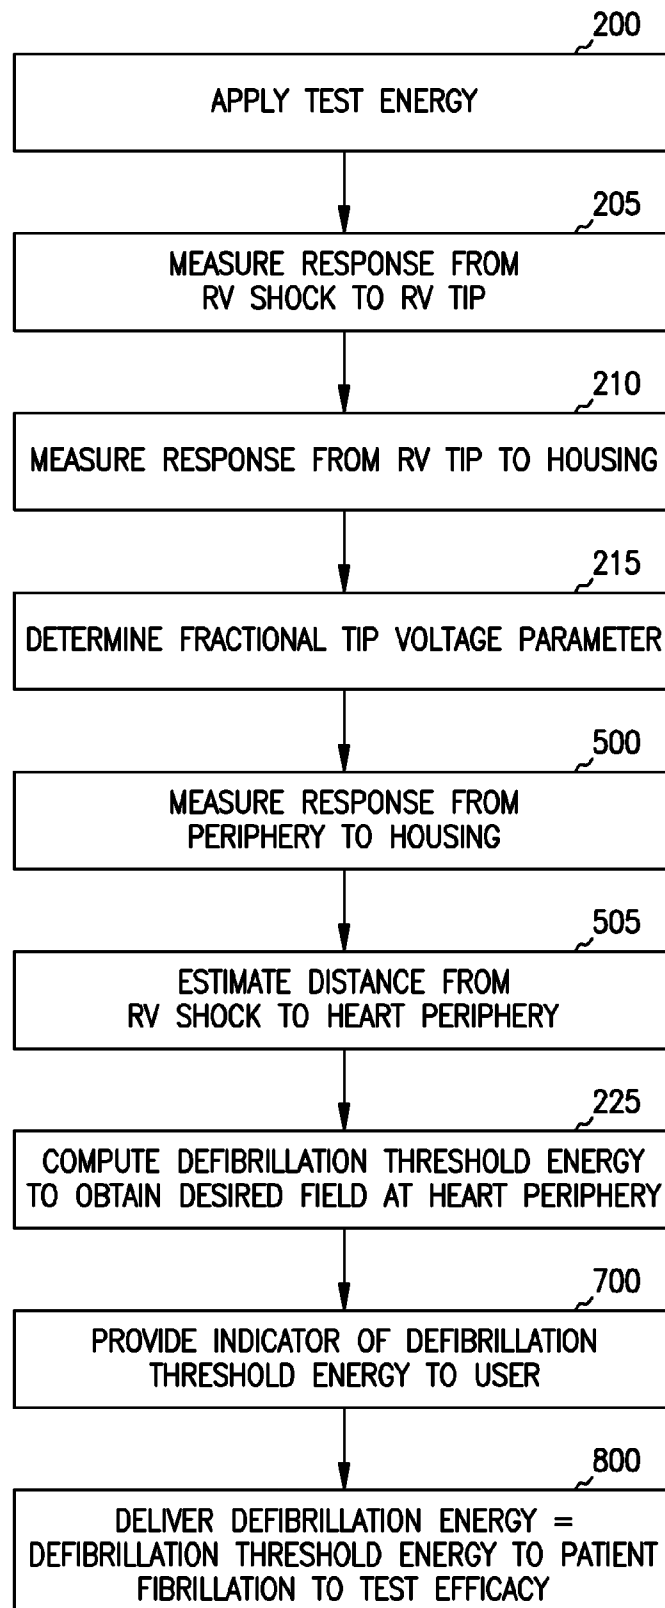 200
APPLY TEST ENERGY
205
MEASURE RESPONSE FROM
RV SHOCK TO RV TIP
210
MEASURE RESPONSE FROM RV TIP TO HOUSING
215
DETERMINE FRACTIONAL TIP VOLTAGE PARAMETER
500
MEASURE RESPONSE FROM
PERIPHERY TO HOUSING
505
ESTIMATE DISTANCE FROM
RV SHOCK TO HEART PERIPHERY
225
COMPUTE DEFIBRILLATION THRESHOLD ENERGY
TO OBTAIN DESIRED FIELD AT HEART PERIPHERY
700
PROVIDE INDICATOR OF DEFIBRILLATION
THRESHOLD ENERGY TO USER
800
DELIVER DEFIBRILLATION ENERGY =
DEFIBRILLATION THRESHOLD ENERGY TO PATIENT
FIBRILLATION TO TEST EFFICACY